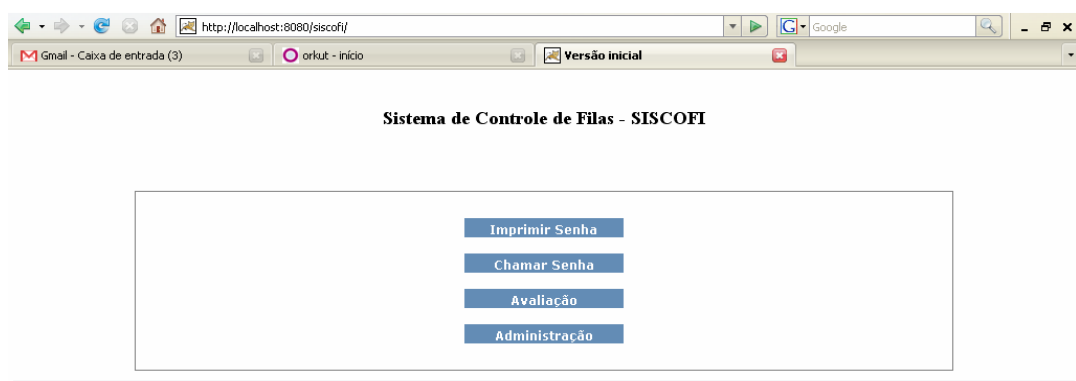 http://localhost:8080/siscofi/
G Google
Gmail - Caixa de entrada (3)
orkut - início
Versão inicial
Sistema de Controle de Filas - SISCOFI
Imprimir Senha
Chamar Senha
Avaliação
Administração